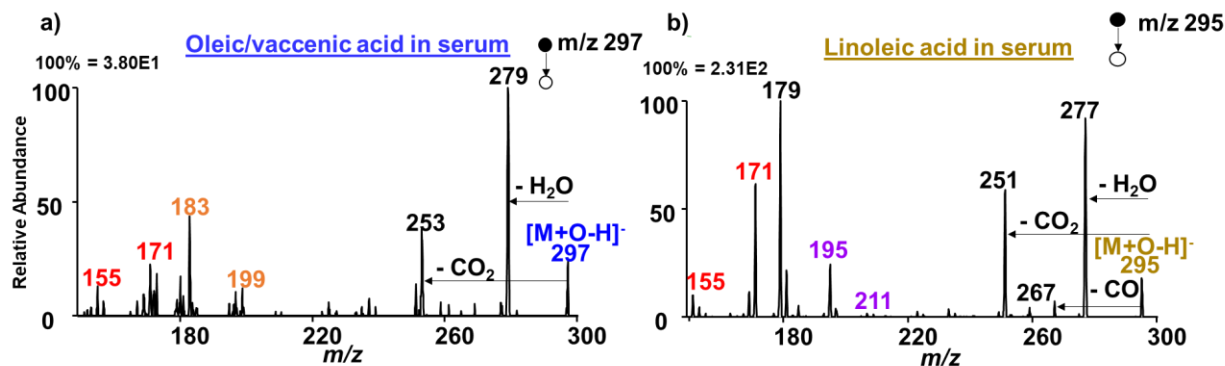 a)
Oleic/vaccenic acid in serum
m/z 297
100% = 3.80E1
Relative Abundance
100
50
0
155
171
183
199
253
279
- H₂O
- CO₂
[M+O-H]⁻
297
180
220
260
300
m/z
b)
Linoleic acid in serum
m/z 295
100% = 2.31E2
100
50
0
155
171
179
195
211
251
267
277
- H₂O
- CO₂
[M+O-H]⁻
295
- CO
180
220
260
300
m/z